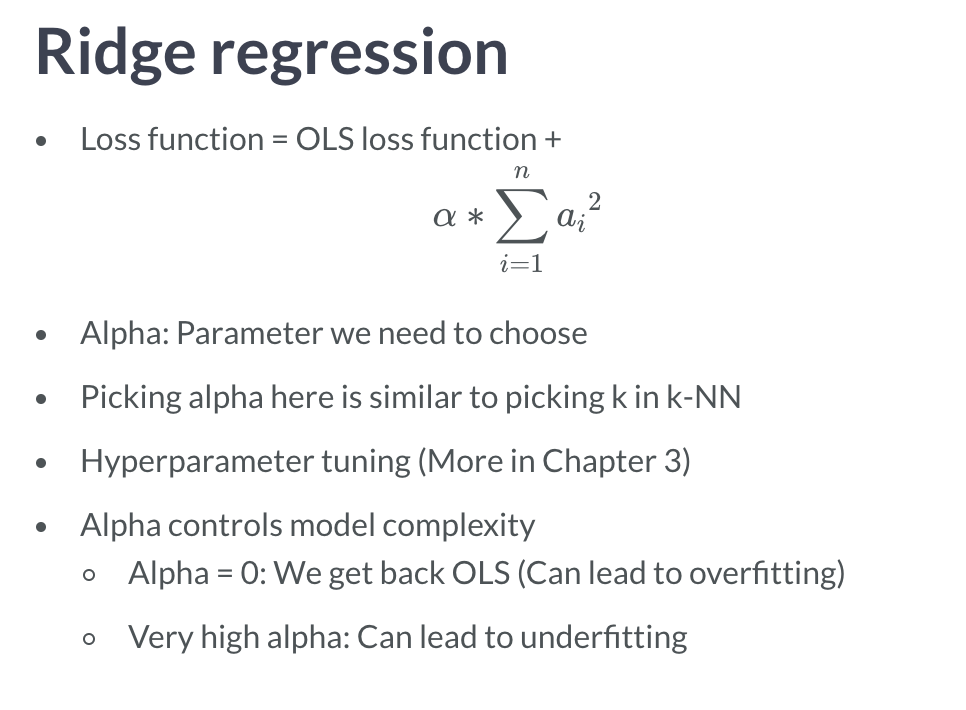 Ridge regression
• Loss function = OLS loss function +
α * ∑_{i=1}^{n} a_i^2
• Alpha: Parameter we need to choose
• Picking alpha here is similar to picking k in k-NN
• Hyperparameter tuning (More in Chapter 3)
• Alpha controls model complexity
○ Alpha = 0: We get back OLS (Can lead to overfitting)
○ Very high alpha: Can lead to underfitting